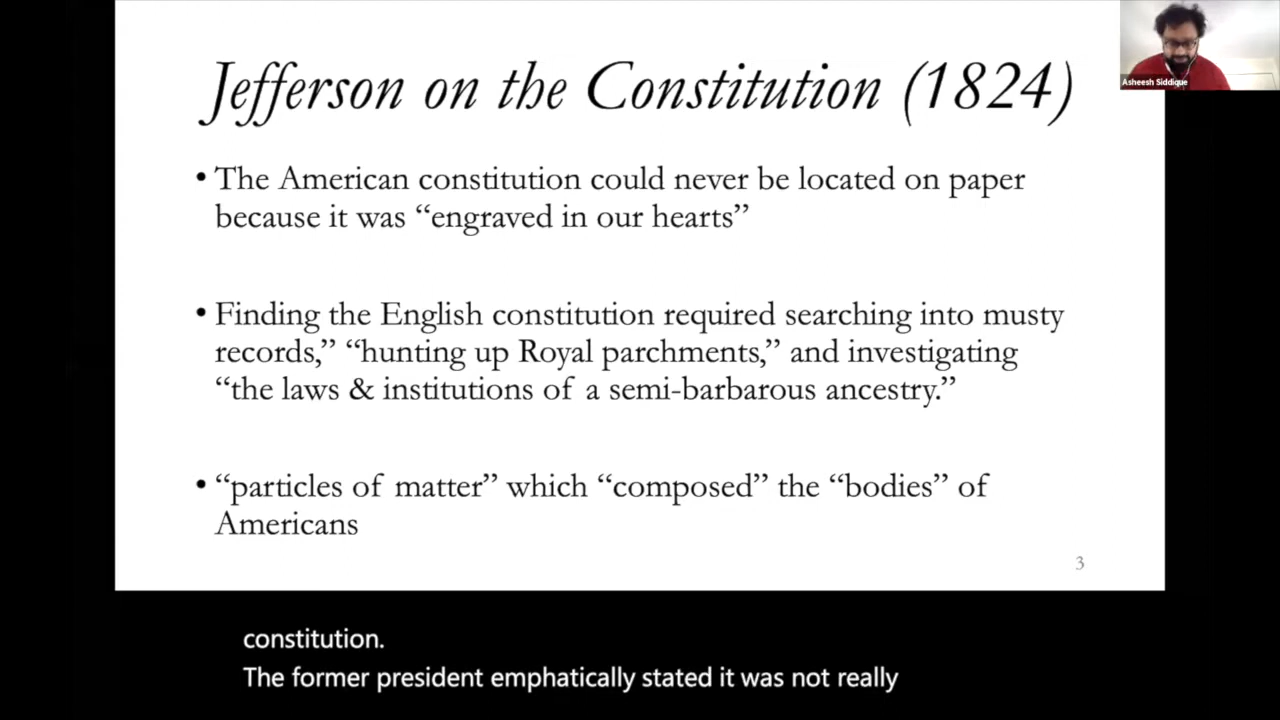 Jefferson on the Constitution (1824)
Asheesh Siddique
• The American constitution could never be located on paper
because it was “engraved in our hearts”
• Finding the English constitution required searching into musty
records,” “hunting up Royal parchments,” and investigating
“the laws & institutions of a semi-barbarous ancestry.”
• “particles of matter” which “composed” the “bodies” of
Americans
3
constitution.
The former president emphatically stated it was not really